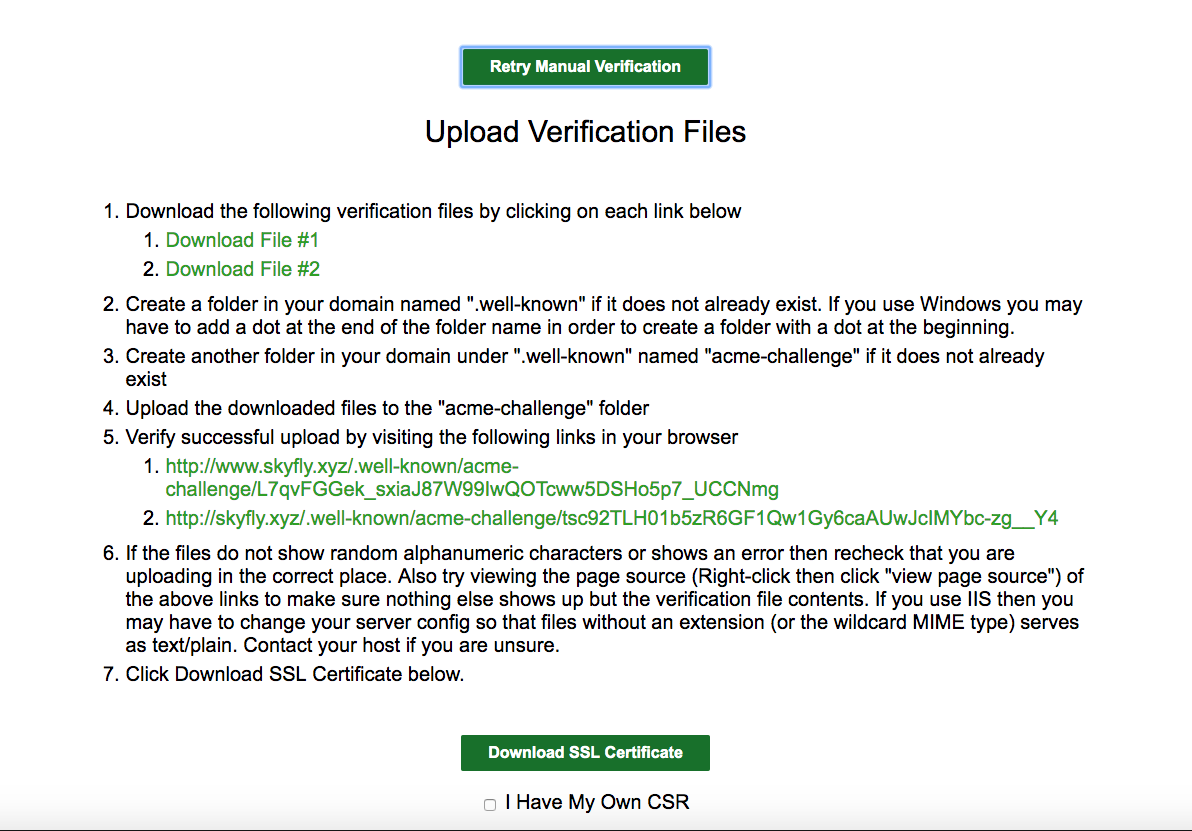 Retry Manual Verification
Upload Verification Files
1. Download the following verification files by clicking on each link below
1. Download File #1
2. Download File #2
2. Create a folder in your domain named ".well-known" if it does not already exist. If you use Windows you may
have to add a dot at the end of the folder name in order to create a folder with a dot at the beginning.
3. Create another folder in your domain under ".well-known" named "acme-challenge" if it does not already
exist
4. Upload the downloaded files to the "acme-challenge" folder
5. Verify successful upload by visiting the following links in your browser
1. http://www.skyfly.xyz/.well-known/acme-
challenge/L7qvFGGek_sxiaJ87W99IwQOTcww5DSHo5p7_UCCNmg
2. http://skyfly.xyz/.well-known/acme-challenge/tsc92TLH01b5zR6GF1Qw1Gy6caAUwJcIMYbc-zg__Y4
6. If the files do not show random alphanumeric characters or shows an error then recheck that you are
uploading in the correct place. Also try viewing the page source (Right-click then click "view page source") of
the above links to make sure nothing else shows up but the verification file contents. If you use IIS then you
may have to change your server config so that files without an extension (or the wildcard MIME type) serves
as text/plain. Contact your host if you are unsure.
7. Click Download SSL Certificate below.
Download SSL Certificate
I Have My Own CSR